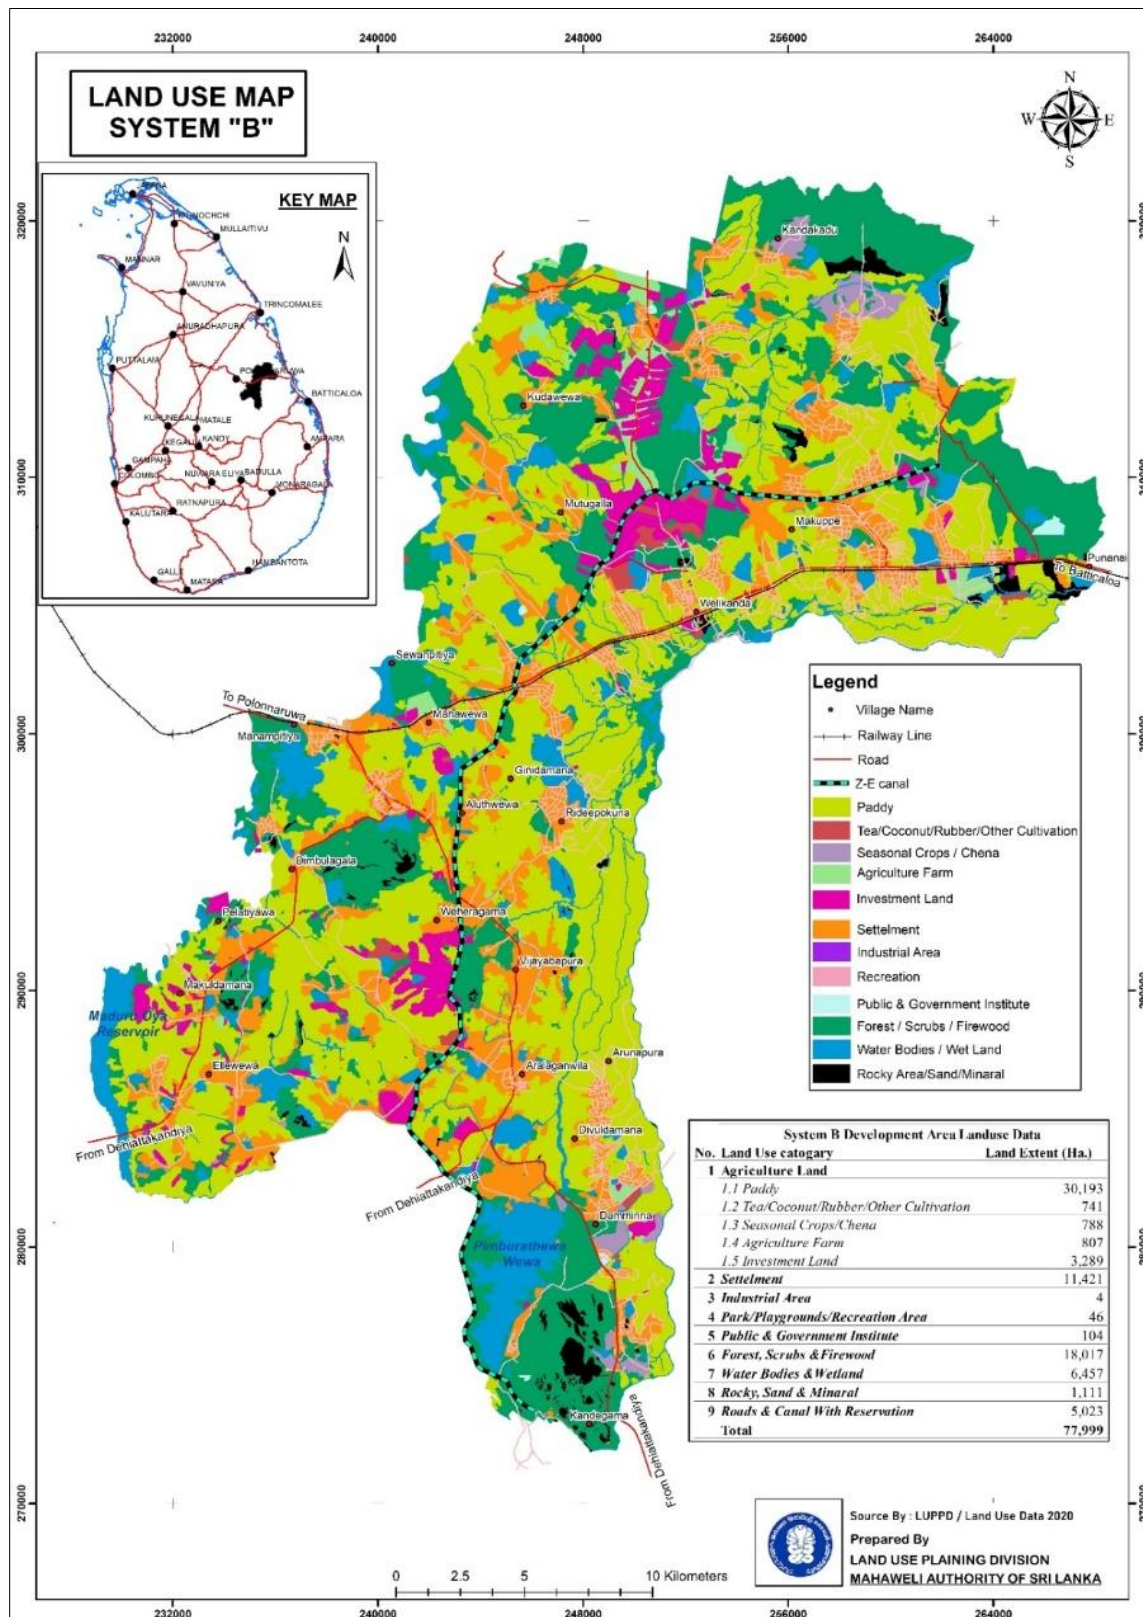 232000 240000 248000 256000 264000
LAND USE MAP
SYSTEM "B"
N
W E
S
KEY MAP
N
MULLAITIVU
MANNAR
VAVUNIYA
TRINCOMALEE
ANURADHAPURA
PUTTALAM
BATTICALOA
KURUNEGALA
MATALE
KEGALLE
KANDY
AMPARA
GAMPAHA
NUWARA ELIYA
BADULLA
COLOMBO
MONARAGALA
RATNAPURA
KALUTARA
HAMBANTOTA
GALLE
MATARA
320000
310000
300000
290000
280000
270000
Kandakadu
Kudawewa
Mutugalla
Makuppe
Punanai
To Batticaloa
Welikanda
Sewanpitiya
To Polonnaruwa
Manampitiya
Mahawewa
Ginidamana
Aluthwewa
Rideepokuna
Dimbulagala
Pelatiyawa
Weheragama
Vijayabapura
Makuldamana
Maduru Oya
Reservoir
Ellewewa
Aralaganwila
Arunapura
Divuldamana
From Dehiattakandiya
From Dehiattakandiya
Damminna
Pimburathewa
Wewa
Kandegama
From Dehiattakandiya
Legend
Village Name
Railway Line
Road
Z-E canal
Paddy
Tea/Coconut/Rubber/Other Cultivation
Seasonal Crops / Chena
Agriculture Farm
Investment Land
Settelment
Industrial Area
Recreation
Public & Government Institute
Forest / Scrubs / Firewood
Water Bodies / Wet Land
Rocky Area/Sand/Minaral
System B Development Area Landuse Data
No. Land Use catogary Land Extent (Ha.)
1 Agriculture Land
1.1 Paddy 30,193
1.2 Tea/Coconut/Rubber/Other Cultivation 741
1.3 Seasonal Crops/Chena 788
1.4 Agriculture Farm 807
1.5 Investment Land 3,289
2 Settelment 11,421
3 Industrial Area 4
4 Park/Playgrounds/Recreation Area 46
5 Public & Government Institute 104
6 Forest, Scrubs &Firewood 18,017
7 Water Bodies &Wetland 6,457
8 Rocky, Sand & Minaral 1,111
9 Roads & Canal With Reservation 5,023
Total 77,999
Source By : LUPPD / Land Use Data 2020
Prepared By
LAND USE PLAINING DIVISION
MAHAWELI AUTHORITY OF SRI LANKA
0 2.5 5 10 Kilometers
232000 240000 248000 256000 264000